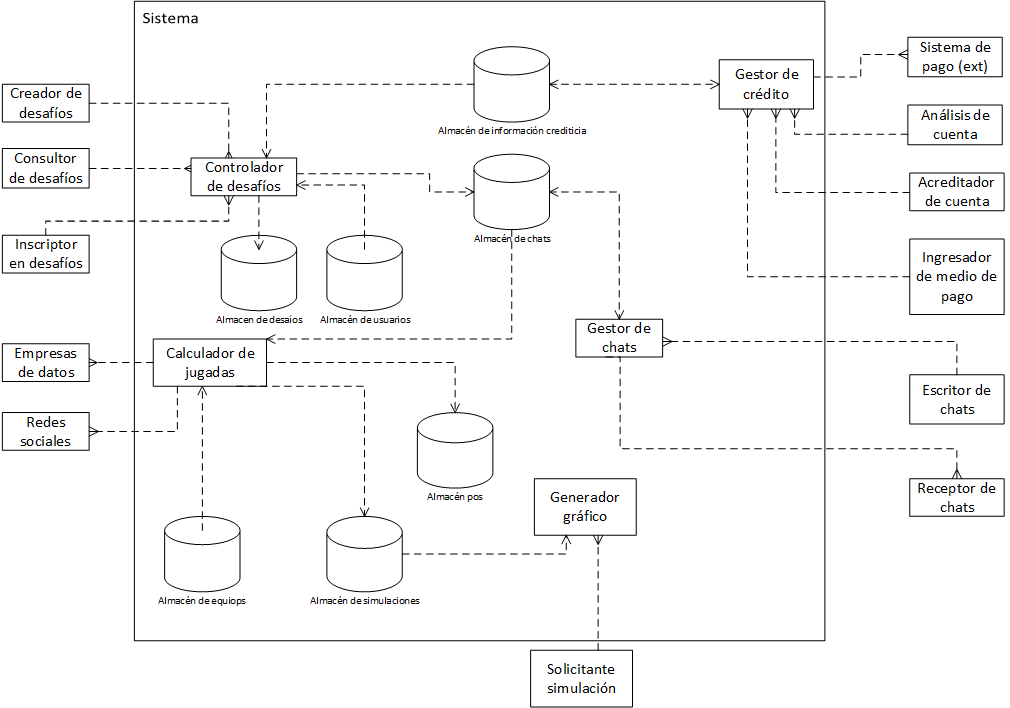 Sistema
Sistema de
pago (ext)
Gestor de
crédito
Creador de
desafíos
Análisis de
cuenta
Almacén de información crediticia
Consultor
de desafíos
Controlador
de desafíos
Acreditador
de cuenta
Almacén de chats
Inscriptor
en desafíos
Ingresador
de medio de
pago
Almacen de desaíos
Almacén de usuarios
Gestor de
chats
Empresas
de datos
Calculador de
jugadas
Escritor de
chats
Redes
sociales
Almacén pos
Generador
gráfico
Receptor de
chats
Almacén de equiops
Almacén de simulaciones
Solicitante
simulación